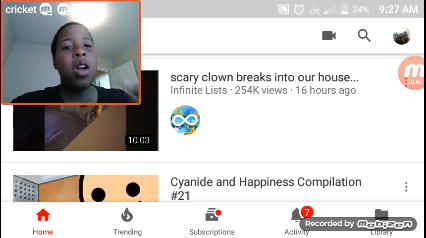 cricket
LTE
24%
9:27 AM
scary clown breaks into our house...
Infinite Lists · 254K views · 16 hours ago
10:03
Cyanide and Happiness Compilation
#21
7
Home
Trending
Subscriptions
Activity
Library
Recorded by
mobizen